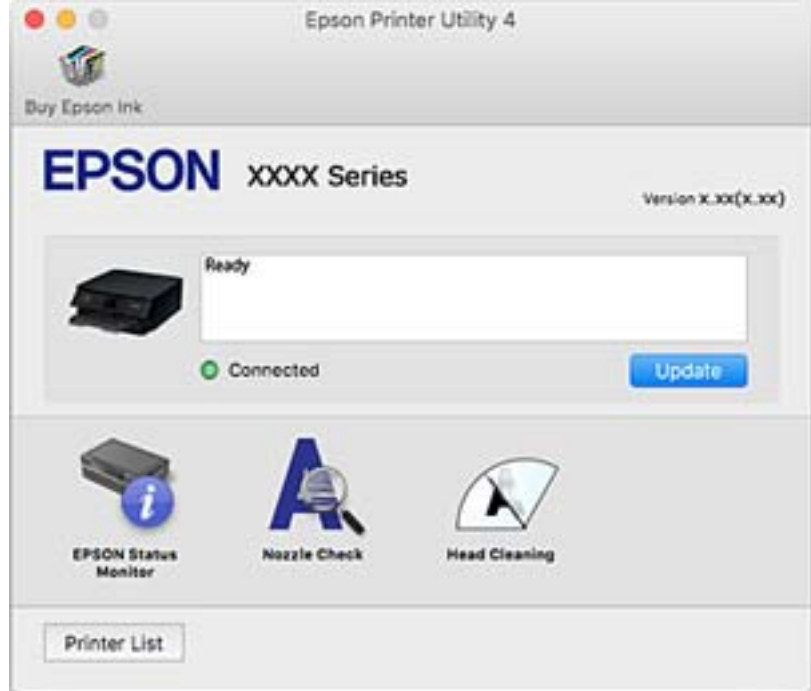 Epson Printer Utility 4
Buy Epson Ink
EPSON XXXX Series
Version x.xx(x.xx)
Ready
Connected
Update
EPSON Status
Monitor
Nozzle Check
Head Cleaning
Printer List